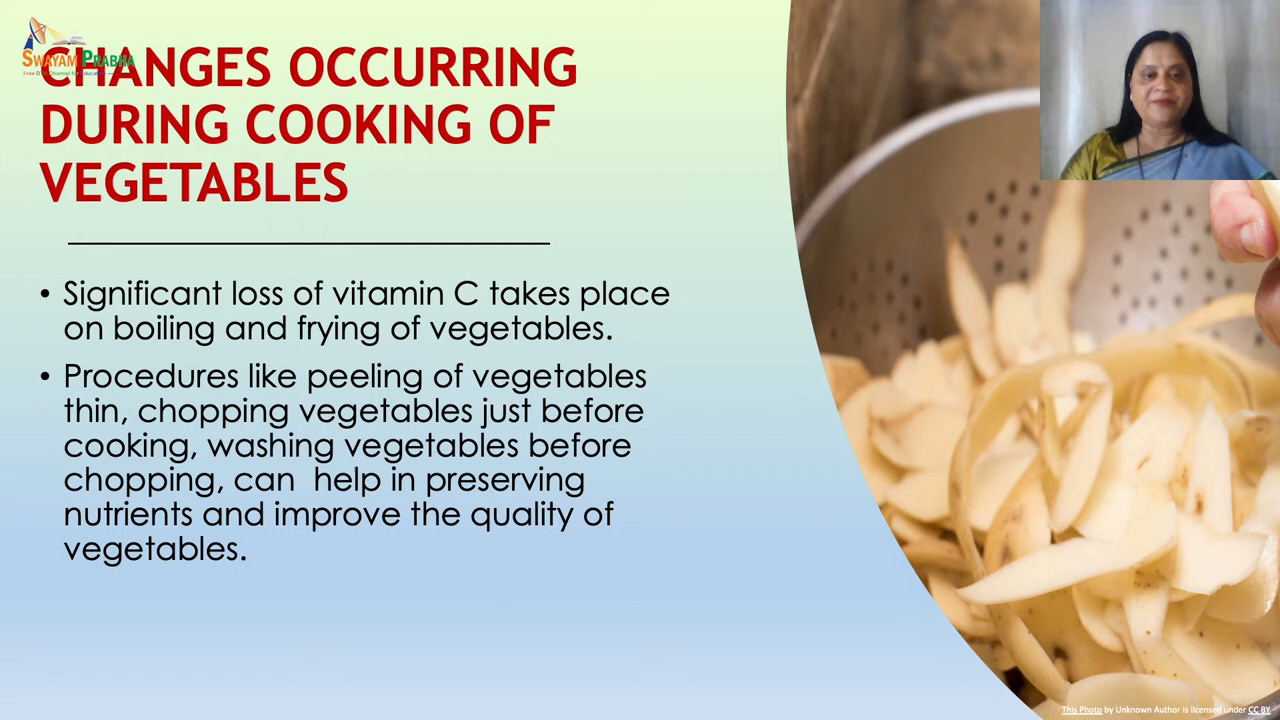 SWAYAM PRABHA
CHANGES OCCURRING
DURING COOKING OF
VEGETABLES
• Significant loss of vitamin C takes place
on boiling and frying of vegetables.
• Procedures like peeling of vegetables
thin, chopping vegetables just before
cooking, washing vegetables before
chopping, can  help in preserving
nutrients and improve the quality of
vegetables.
This Photo by Unknown Author is licensed under CC BY